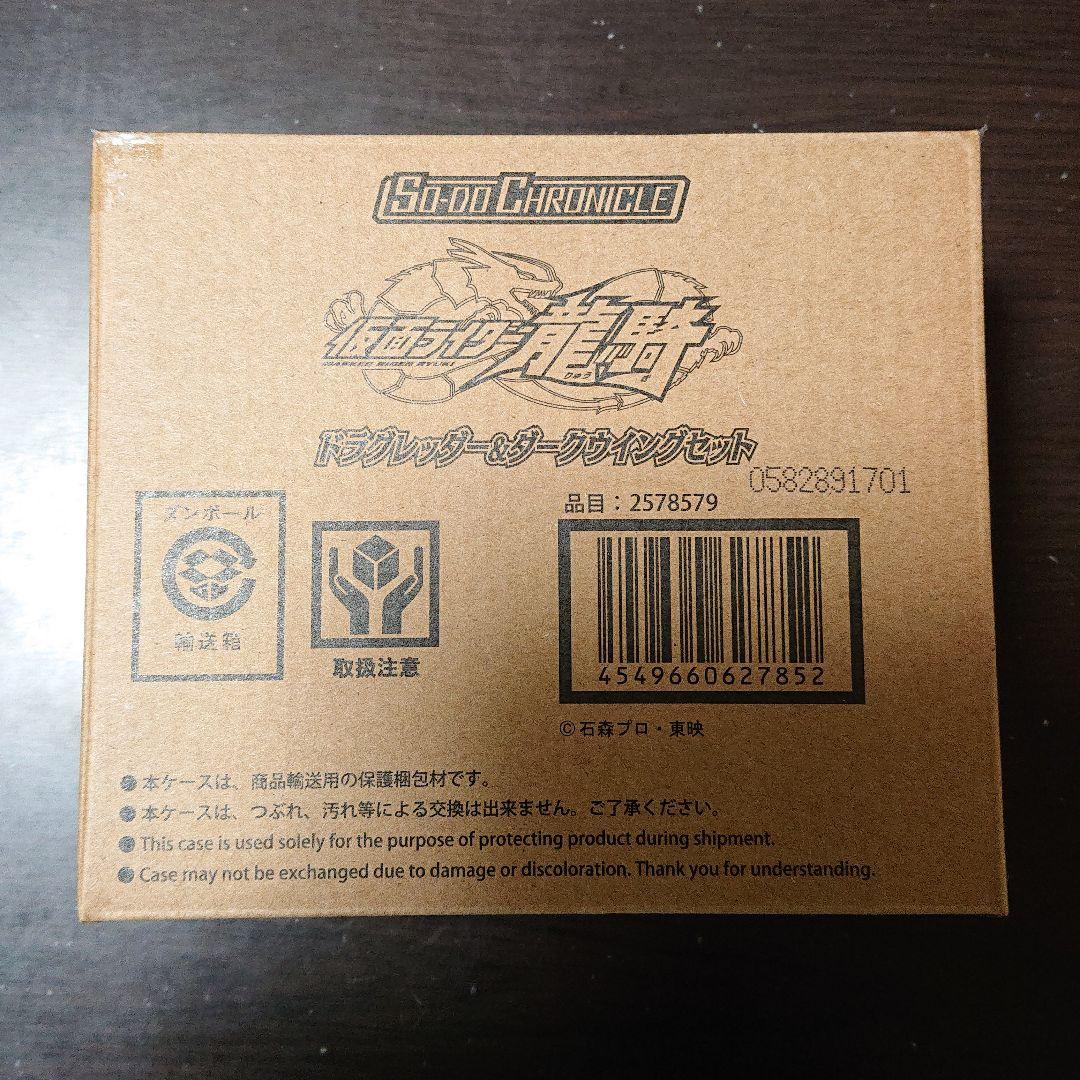 SO-DO CHRONICLE
仮面ライダー龍騎
MASKED RIDER RYUKI
ドラグレッダー&ダークウイングセット
0582891701
品目：2578579
ダンボール
輸送箱
取扱注意
4549660627852
©石森プロ・東映
●本ケースは、商品輸送用の保護梱包材です。
●本ケースは、つぶれ、汚れ等による交換は出来ません。ご了承ください。
●This case is used solely for the purpose of protecting product during shipment.
●Case may not be exchanged due to damage or discoloration. Thank you for understanding.